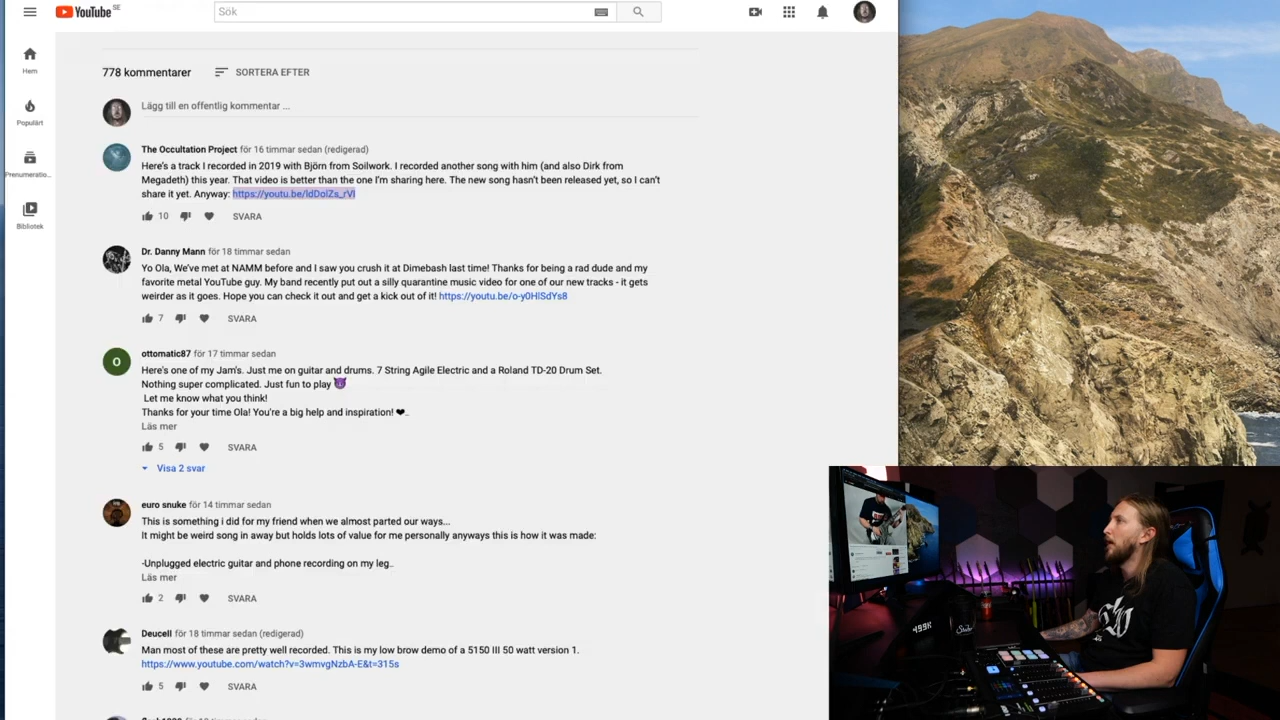 YouTube SE
Sök
Hem
Populärt
Prenumeratio...
Bibliotek
778 kommentarer
SORTERA EFTER
Lägg till en offentlig kommentar ...
The Occultation Project för 16 timmar sedan (redigerad)
Here's a track I recorded in 2019 with Björn from Soilwork. I recorded another song with him (and also Dirk from
Megadeth) this year. That video is better than the one I'm sharing here. The new song hasn't been released yet, so I can't
share it yet. Anyway: https://youtu.be/IdDolZs_rVI
10 SVARA
Dr. Danny Mann för 18 timmar sedan
Yo Ola, We've met at NAMM before and I saw you crush it at Dimebash last time! Thanks for being a rad dude and my
favorite metal YouTube guy. My band recently put out a silly quarantine music video for one of our new tracks - it gets
weirder as it goes. Hope you can check it out and get a kick out of it! https://youtu.be/o-y0HlSdYs8
7 SVARA
O
ottomatic87 för 17 timmar sedan
Here's one of my Jam's. Just me on guitar and drums. 7 String Agile Electric and a Roland TD-20 Drum Set.
Nothing super complicated. Just fun to play 😈
Let me know what you think!
Thanks for your time Ola! You're a big help and inspiration! ❤..
Läs mer
5 SVARA
Visa 2 svar
euro snuke för 14 timmar sedan
This is something i did for my friend when we almost parted our ways...
It might be weird song in away but holds lots of value for me personally anyways this is how it was made:
-Unplugged electric guitar and phone recording on my leg..
Läs mer
2 SVARA
Deucell för 18 timmar sedan (redigerad)
Man most of these are pretty well recorded. This is my low brow demo of a 5150 III 50 watt version 1.
https://www.youtube.com/watch?v=3wmvgNzbA-E&t=315s
5 SVARA
499K